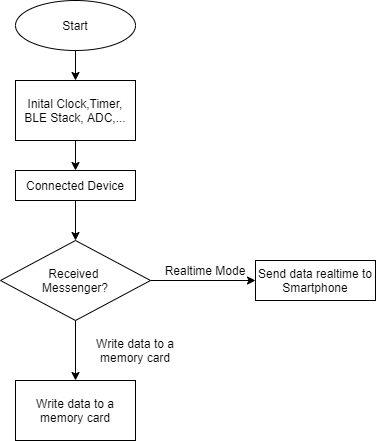 Start
Inital Clock,Timer,
BLE Stack, ADC,...
Connected Device
Received
Messenger?
Realtime Mode
Send data realtime to
Smartphone
Write data to a
memory card
Write data to a
memory card